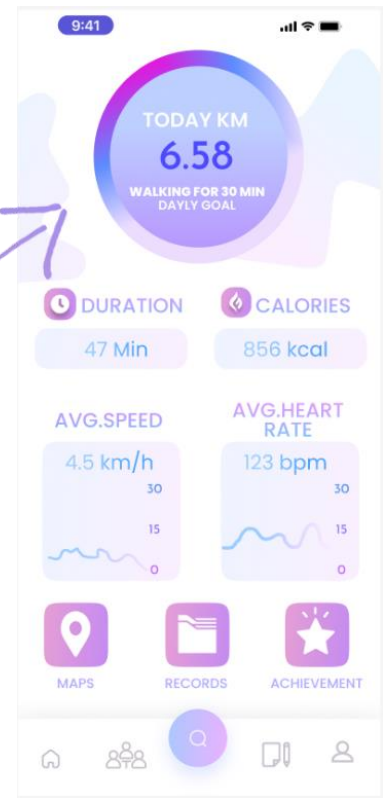 9:41
TODAY KM
6.58
WALKING FOR 30 MIN
DAYLY GOAL
DURATION
CALORIES
47 Min
856 kcal
AVG.SPEED
AVG.HEART
RATE
4.5 km/h
30
15
0
123 bpm
30
15
0
MAPS
RECORDS
ACHIEVEMENT